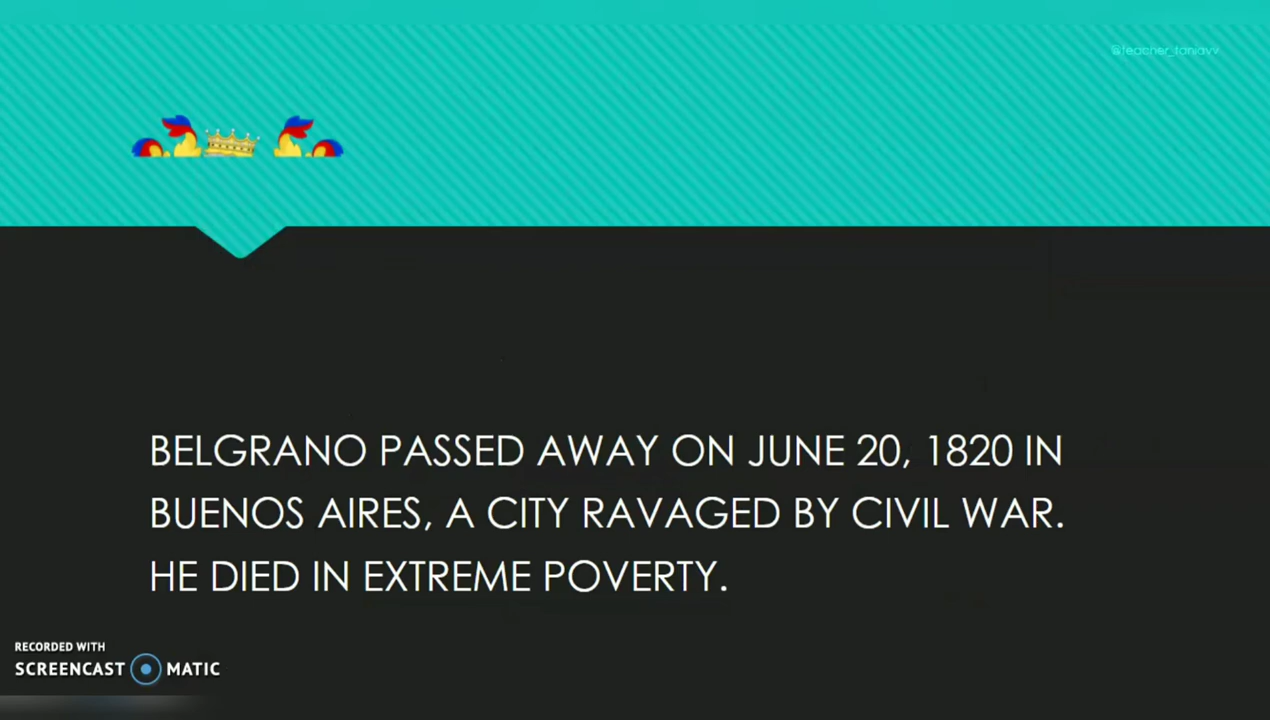 @teacher_taniavv
BELGRANO PASSED AWAY ON JUNE 20, 1820 IN
BUENOS AIRES, A CITY RAVAGED BY CIVIL WAR.
HE DIED IN EXTREME POVERTY.
RECORDED WITH
SCREENCAST MATIC